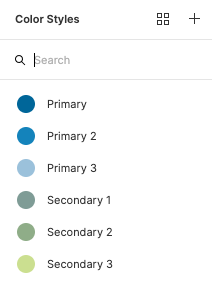 Color Styles
Search
Primary
Primary 2
Primary 3
Secondary 1
Secondary 2
Secondary 3